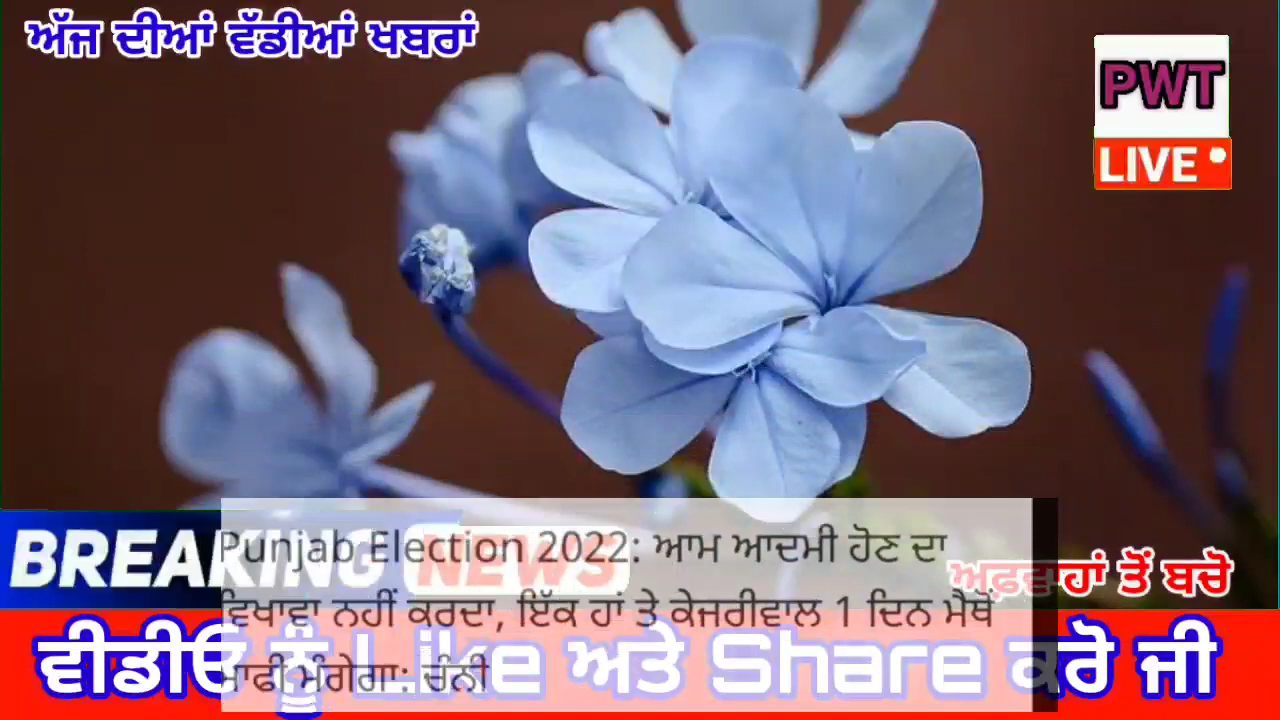 ਅੱਜ ਦੀਆਂ ਵੱਡੀਆਂ ਖਬਰਾਂ
PWT
LIVE
BREAKING NEWS
Punjab Election 2022: ਆਮ ਆਦਮੀ ਹੋਣ ਦਾ
ਵਿਖਾਵਾ ਨਹੀਂ ਕਰਦਾ, ਇੱਕ ਹਾਂ ਤੇ ਕੇਜਰੀਵਾਲ 1 ਦਿਨ ਮੈਥੋਂ
ਮਾਫੀ ਮੰਗੇਗਾ: ਚੰਨੀ
ਅਫ਼ਵਾਹਾਂ ਤੋਂ ਬਚੋ
ਵੀਡੀਓ ਨੂੰ Like ਅਤੇ Share ਕਰੋ ਜੀ